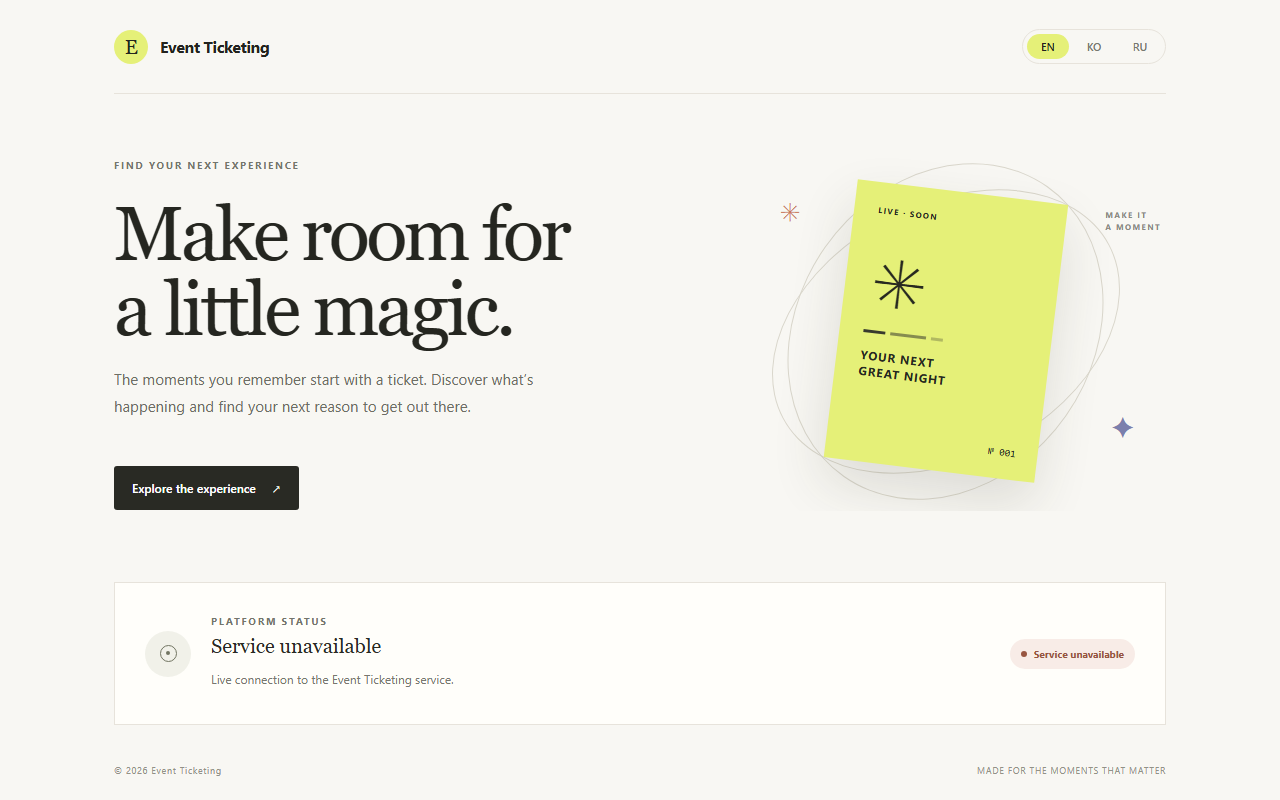 E Event Ticketing
EN KO RU
FIND YOUR NEXT EXPERIENCE
Make room for
a little magic.
The moments you remember start with a ticket. Discover what’s
happening and find your next reason to get out there.
Explore the experience ↗
LIVE · SOON
YOUR NEXT
GREAT NIGHT
№ 001
MAKE IT
A MOMENT
PLATFORM STATUS
Service unavailable
Live connection to the Event Ticketing service.
Service unavailable
© 2026 Event Ticketing
MADE FOR THE MOMENTS THAT MATTER